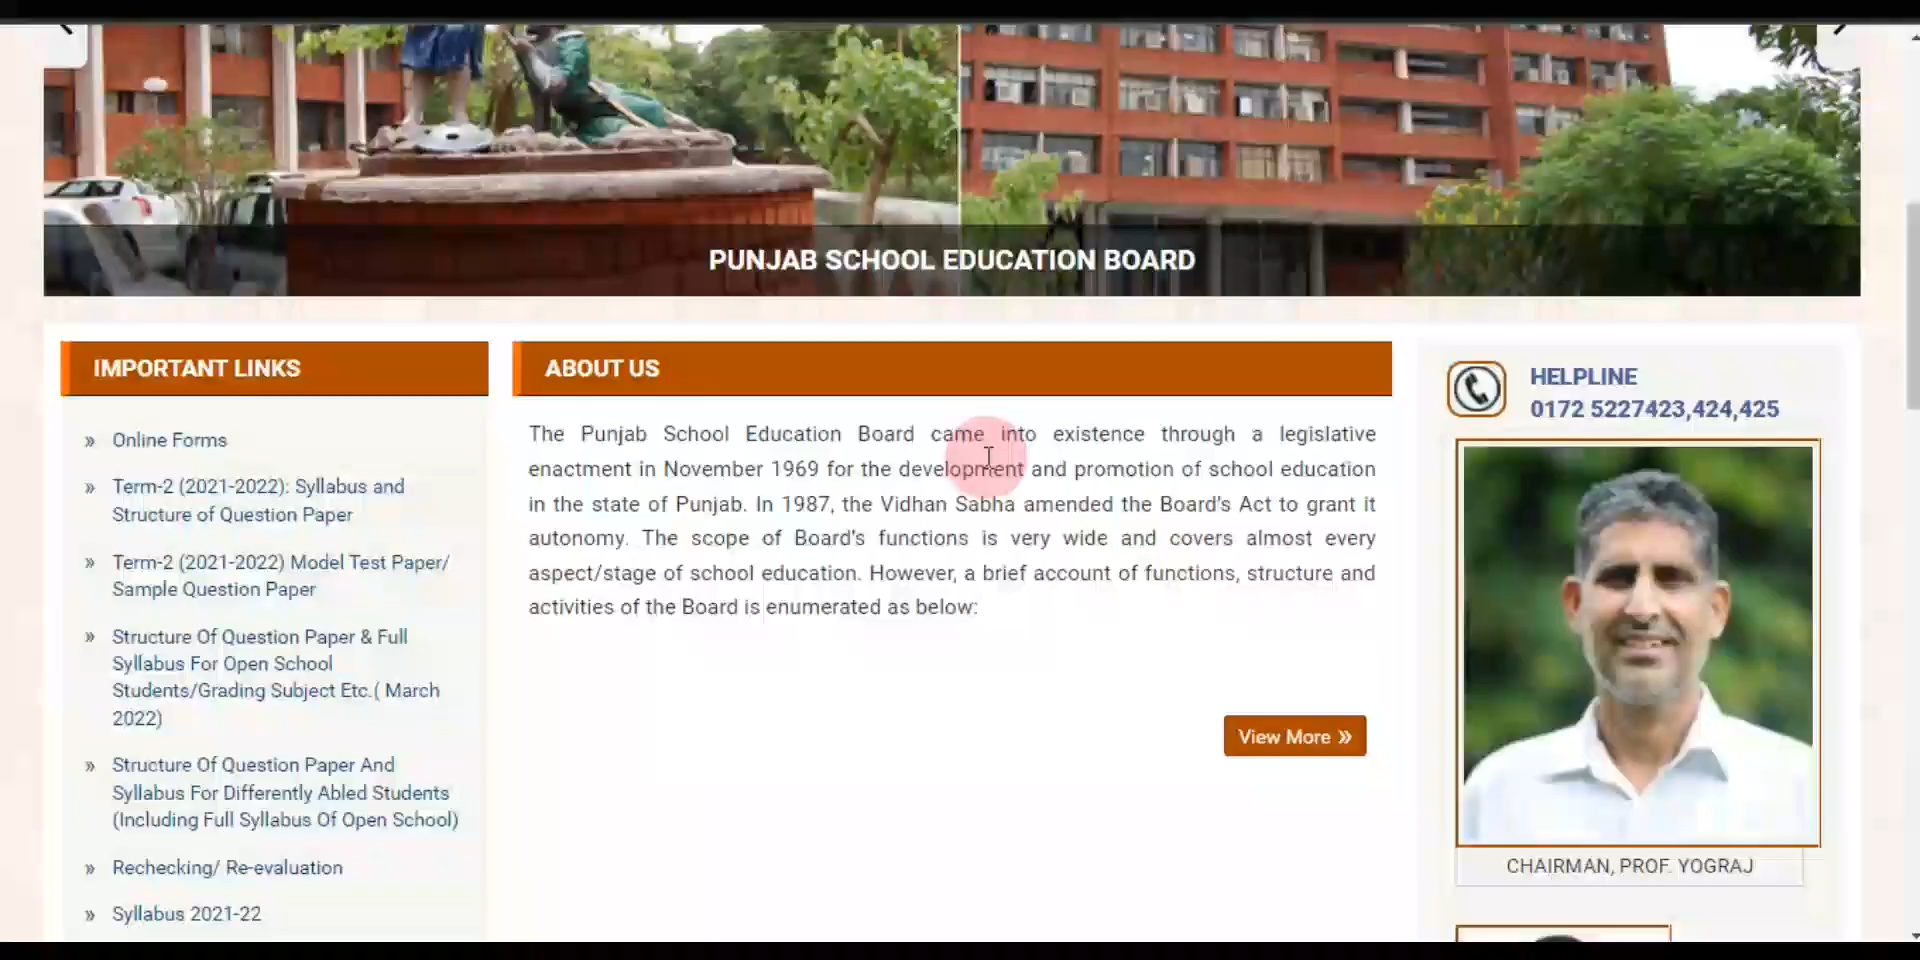 PUNJAB SCHOOL EDUCATION BOARD
IMPORTANT LINKS
» Online Forms
» Term-2 (2021-2022): Syllabus and
Structure of Question Paper
» Term-2 (2021-2022) Model Test Paper/
Sample Question Paper
» Structure Of Question Paper & Full
Syllabus For Open School
Students/Grading Subject Etc.( March
2022)
» Structure Of Question Paper And
Syllabus For Differently Abled Students
(Including Full Syllabus Of Open School)
» Rechecking/ Re-evaluation
» Syllabus 2021-22
ABOUT US
The Punjab School Education Board came into existence through a legislative
enactment in November 1969 for the development and promotion of school education
in the state of Punjab. In 1987, the Vidhan Sabha amended the Board's Act to grant it
autonomy. The scope of Board's functions is very wide and covers almost every
aspect/stage of school education. However, a brief account of functions, structure and
activities of the Board is enumerated as below:
View More »
HELPLINE
0172 5227423,424,425
CHAIRMAN, PROF. YOGRAJ